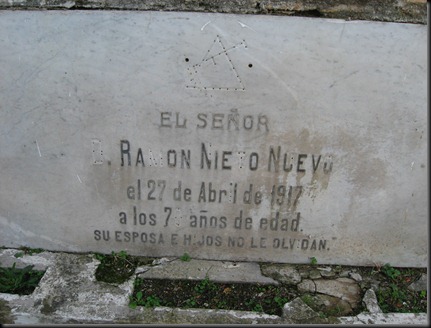 EL SEÑOR
D. RAMON NIETO NUEVO
el 27 de Abril de 1917
a los años de edad.
SU ESPOSA E HIJOS NO LE OLVIDAN.